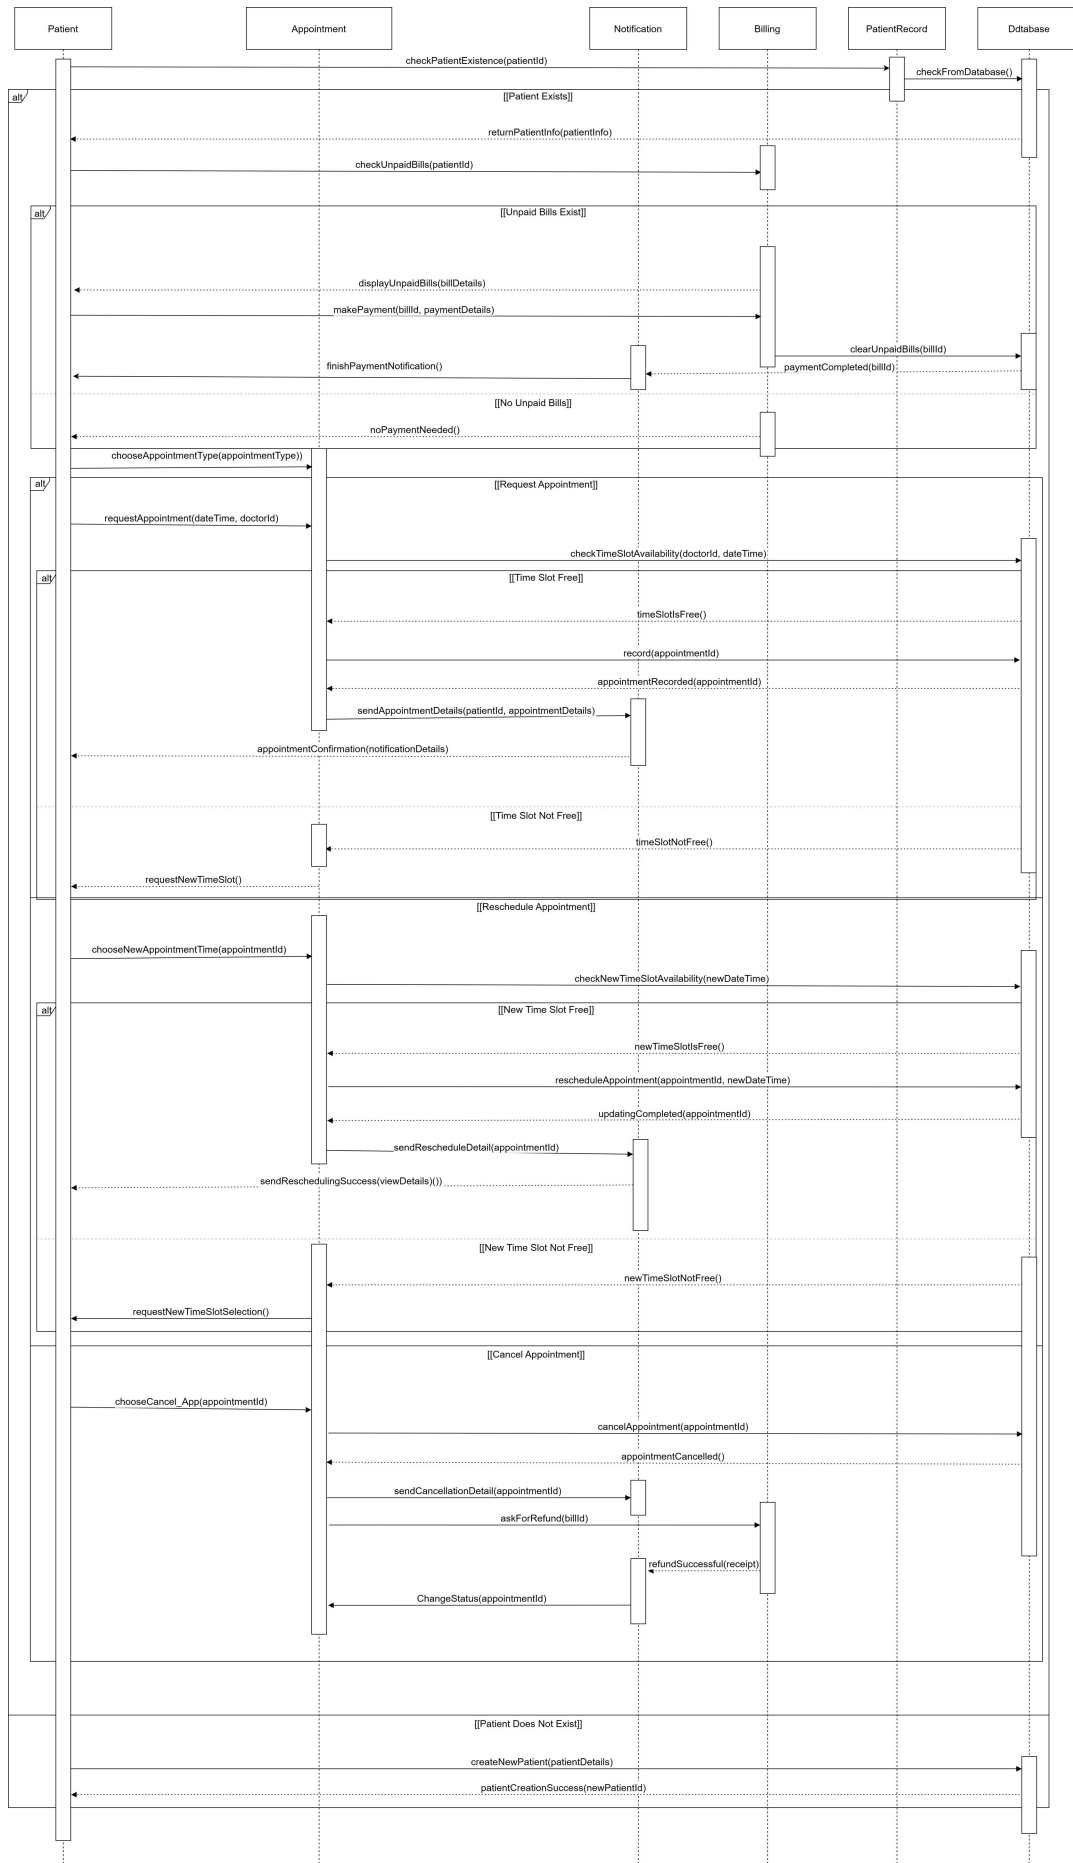 Patient
Appointment
Notification
Billing
PatientRecord
Ddtabase
checkPatientExistence(patientId)
checkFromDatabase()
alt
[[Patient Exists]]
returnPatientInfo(patientInfo)
checkUnpaidBills(patientId)
alt
[[Unpaid Bills Exist]]
displayUnpaidBills(billDetails)
makePayment(billId, paymentDetails)
clearUnpaidBills(billId)
paymentCompleted(billId)
finishPaymentNotification()
[[No Unpaid Bills]]
noPaymentNeeded()
chooseAppointmentType(appointmentType))
alt
[[Request Appointment]]
requestAppointment(dateTime, doctorId)
checkTimeSlotAvailability(doctorId, dateTime)
alt
[[Time Slot Free]]
timeSlotIsFree()
record(appointmentId)
appointmentRecorded(appointmentId)
sendAppointmentDetails(patientId, appointmentDetails)
appointmentConfirmation(notificationDetails)
[[Time Slot Not Free]]
timeSlotNotFree()
requestNewTimeSlot()
[[Reschedule Appointment]]
chooseNewAppointmentTime(appointmentId)
checkNewTimeSlotAvailability(newDateTime)
alt
[[New Time Slot Free]]
newTimeSlotIsFree()
rescheduleAppointment(appointmentId, newDateTime)
updatingCompleted(appointmentId)
sendRescheduleDetail(appointmentId)
sendReschedulingSuccess(viewDetails)())
[[New Time Slot Not Free]]
newTimeSlotNotFree()
requestNewTimeSlotSelection()
[[Cancel Appointment]]
chooseCancel_App(appointmentId)
cancelAppointment(appointmentId)
appointmentCancelled()
sendCancellationDetail(appointmentId)
askForRefund(billId)
refundSuccessful(receipt)
ChangeStatus(appointmentId)
[[Patient Does Not Exist]]
createNewPatient(patientDetails)
patientCreationSuccess(newPatientId)